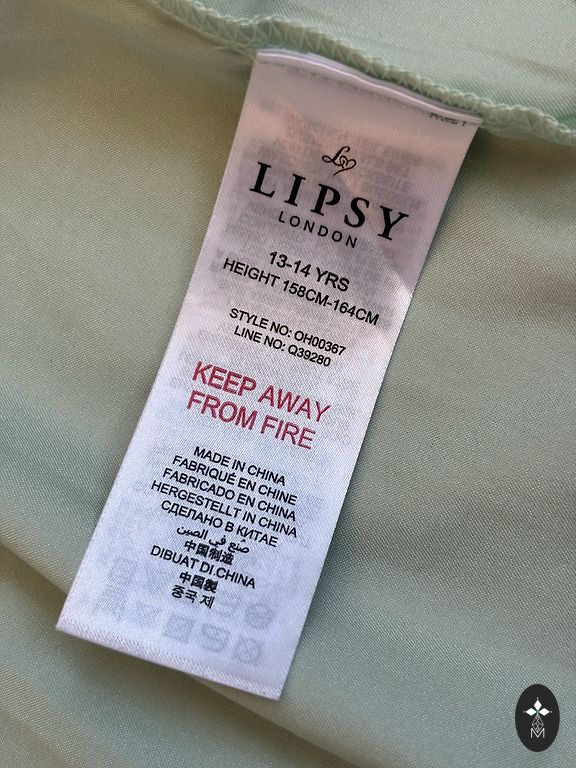 LIPSY
LONDON
13-14 YRS
HEIGHT 158CM-164CM
STYLE NO: OH00367
LINE NO: Q39280
KEEP AWAY
FROM FIRE
MADE IN CHINA
FABRIQUÉ EN CHINE
FABRICADO EN CHINA
HERGESTELLT IN CHINA
СДЕЛАНО В КИТАЕ
صنع في الصين
中国制造
DIBUAT DI.CHINA
中国製
중국 제
M